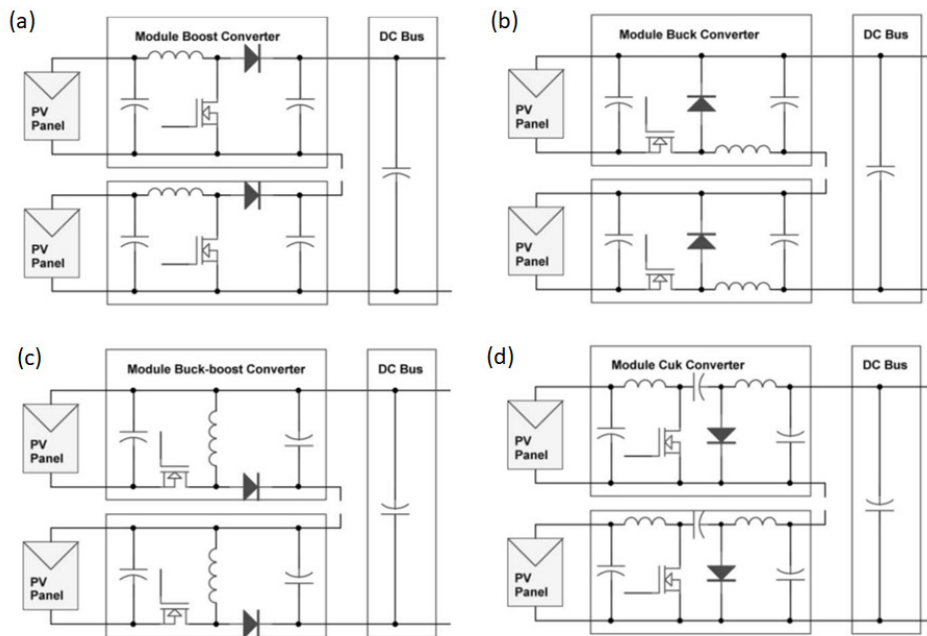 (a)
Module Boost Converter
DC Bus
PV
Panel
PV
Panel
(b)
Module Buck Converter
DC Bus
PV
Panel
PV
Panel
(c)
Module Buck-boost Converter
DC Bus
PV
Panel
PV
Panel
(d)
Module Cuk Converter
DC Bus
PV
Panel
PV
Panel